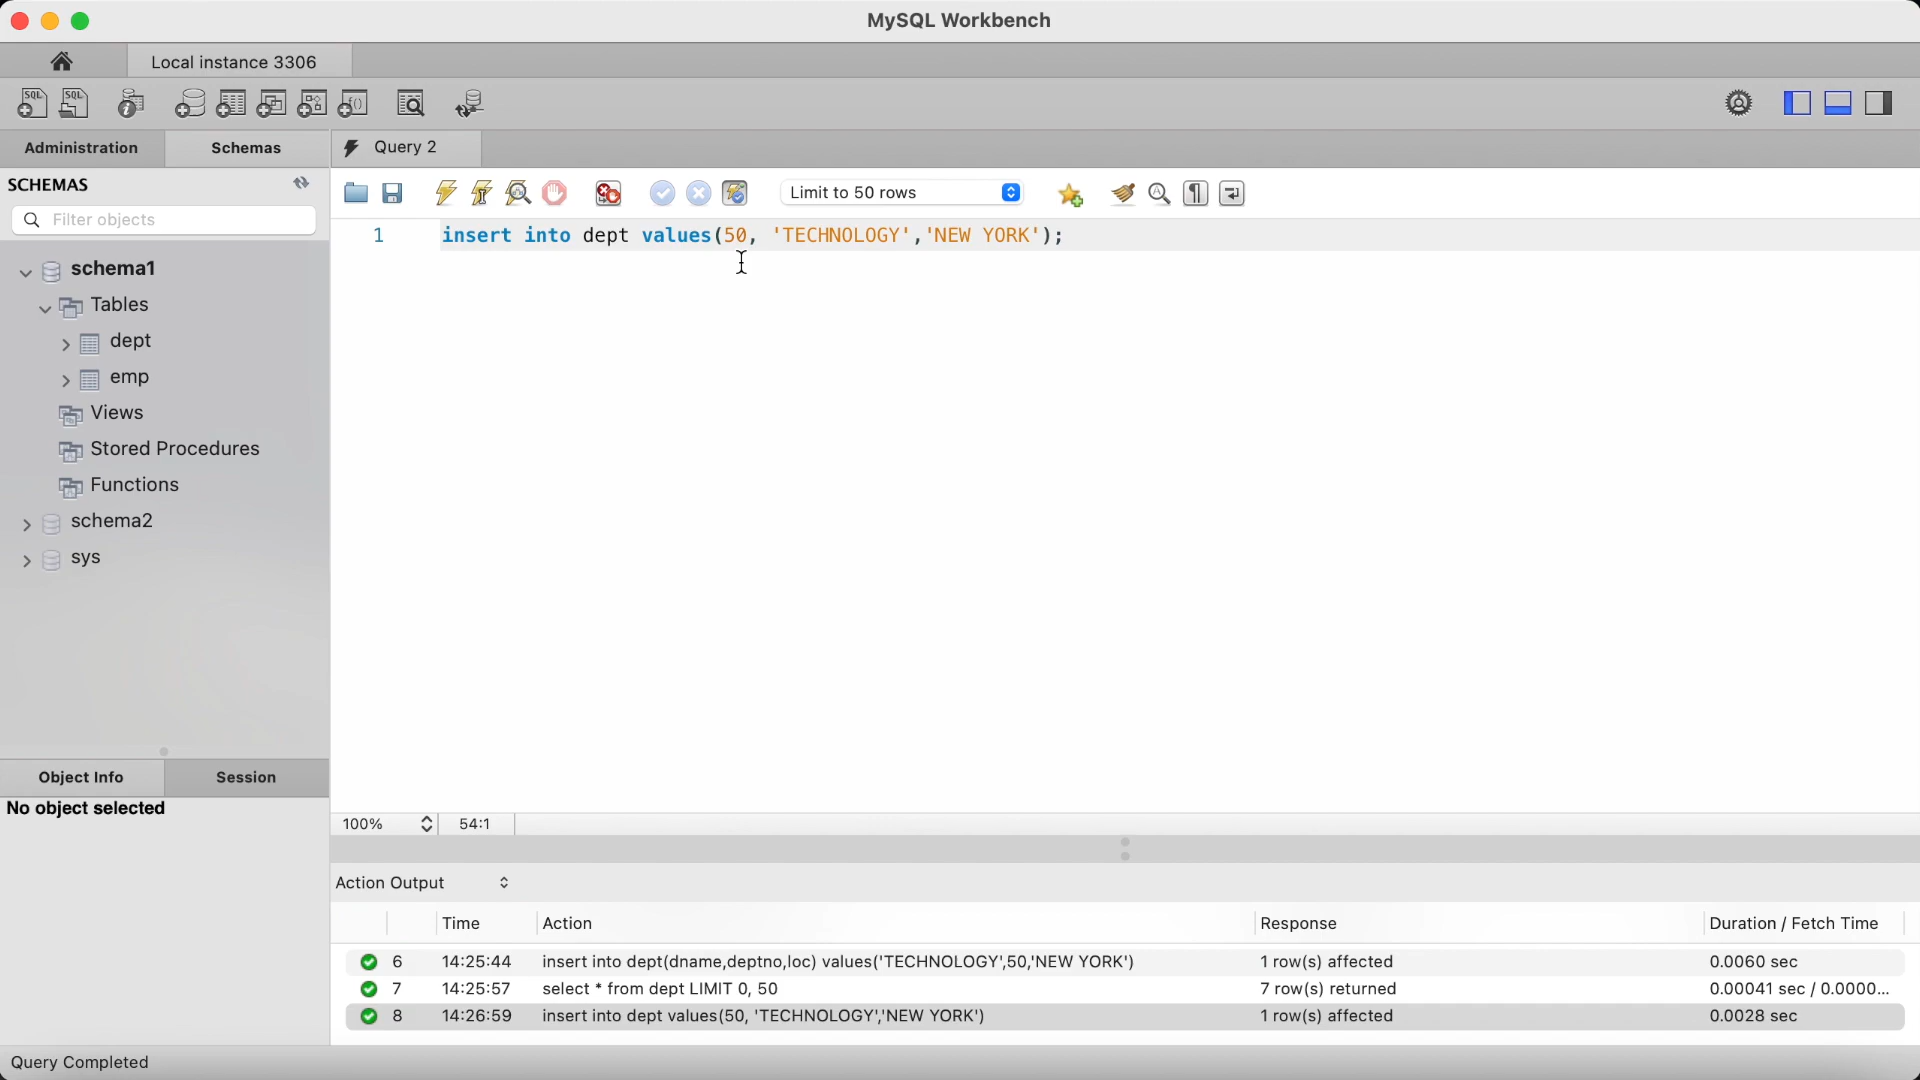 MySQL Workbench
Local instance 3306
SQL SQL
Administration Schemas
Query 2
SCHEMAS
Filter objects
Limit to 50 rows
1 insert into dept values(50, 'TECHNOLOGY','NEW YORK');
schema1
Tables
dept
emp
Views
Stored Procedures
Functions
schema2
sys
Object Info Session
No object selected
100% 54:1
Action Output
Time Action Response Duration / Fetch Time
6 14:25:44 insert into dept(dname,deptno,loc) values('TECHNOLOGY',50,'NEW YORK') 1 row(s) affected 0.0060 sec
7 14:25:57 select * from dept LIMIT 0, 50 7 row(s) returned 0.00041 sec / 0.0000...
8 14:26:59 insert into dept values(50, 'TECHNOLOGY','NEW YORK') 1 row(s) affected 0.0028 sec
Query Completed